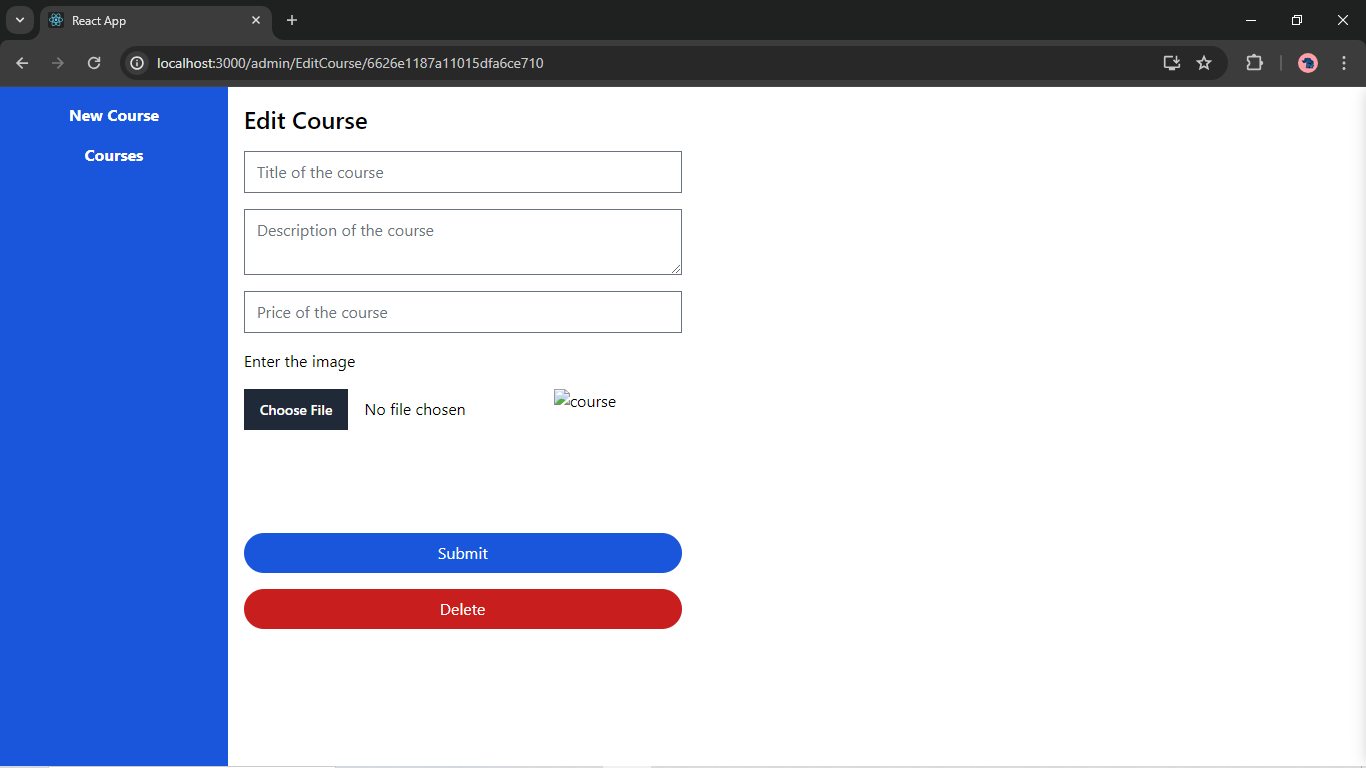 React App
localhost:3000/admin/EditCourse/6626e1187a11015dfa6ce710
New Course
Courses
Edit Course
Title of the course
Description of the course
Price of the course
Enter the image
Choose File No file chosen
course
Submit
Delete